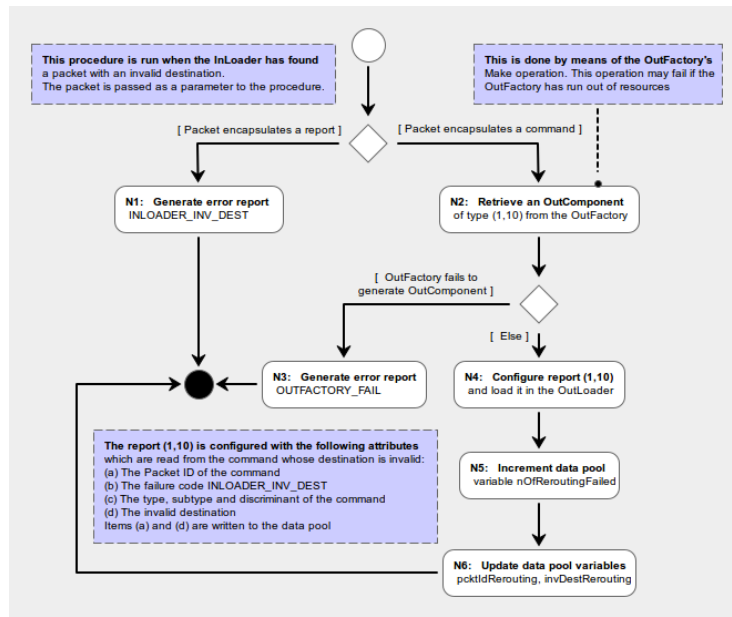 This procedure is run when the InLoader has found
a packet with an invalid destination.
The packet is passed as a parameter to the procedure.
This is done by means of the OutFactory's
Make operation. This operation may fail if the
OutFactory has run out of resources
[ Packet encapsulates a report ]
[ Packet encapsulates a command ]
N1: Generate error report
INLOADER_INV_DEST
N2: Retrieve an OutComponent
of type (1,10) from the OutFactory
[ OutFactory fails to
generate OutComponent ]
[ Else ]
N3: Generate error report
OUTFACTORY_FAIL
N4: Configure report (1,10)
and load it in the OutLoader
The report (1,10) is configured with the following attributes
which are read from the command whose destination is invalid:
(a) The Packet ID of the command
(b) The failure code INLOADER_INV_DEST
(c) The type, subtype and discriminant of the command
(d) The invalid destination
Items (a) and (d) are written to the data pool
N5: Increment data pool
variable nOfReroutingFailed
N6: Update data pool variables
pcktIdRerouting, invDestRerouting